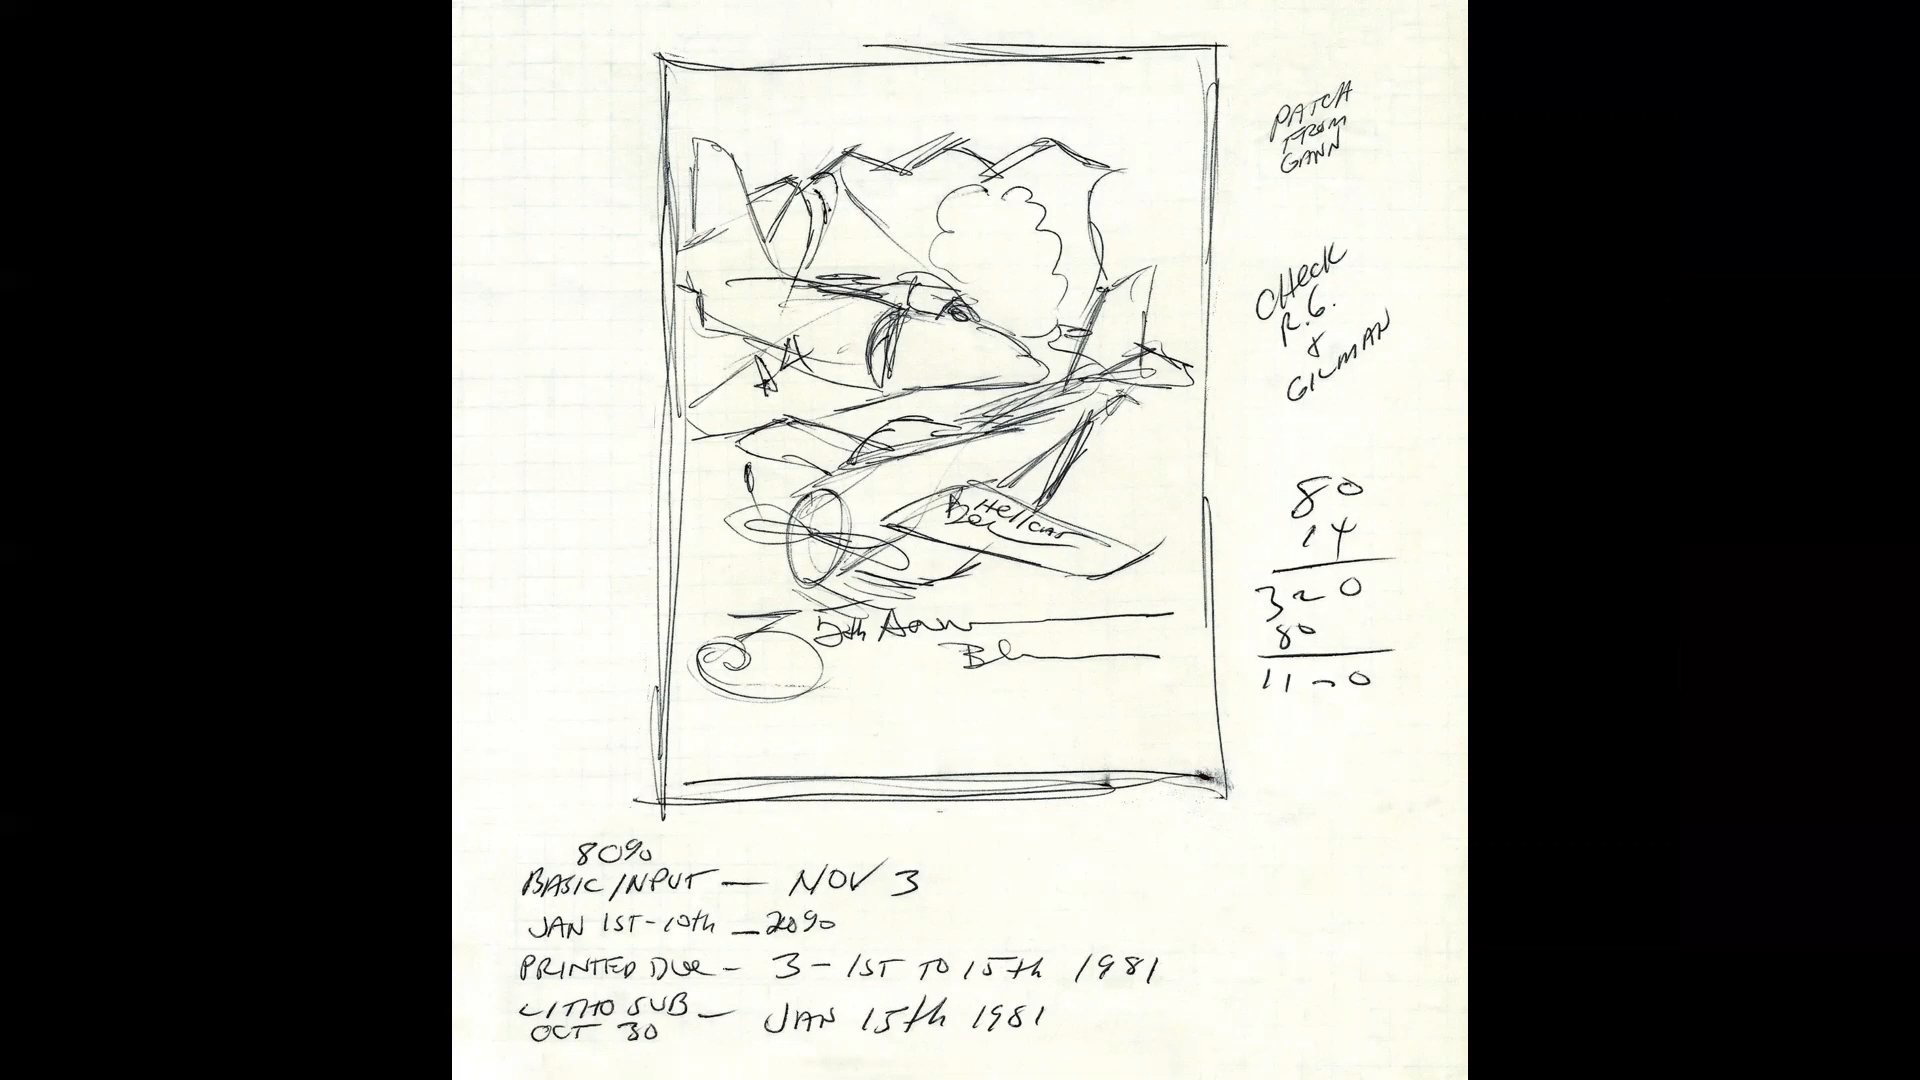 PATCH
FROM
GANN
CHECK
R.G.
&
GILMAN
80
14
320
80
1120
Hellcat
5th
80%
BASIC INPUT — NOV 3
JAN 1ST-10th — 20%
PRINTED DUE - 3 - 1ST TO 15th 1981
LITHO SUB — JAN 15th 1981
OCT 30